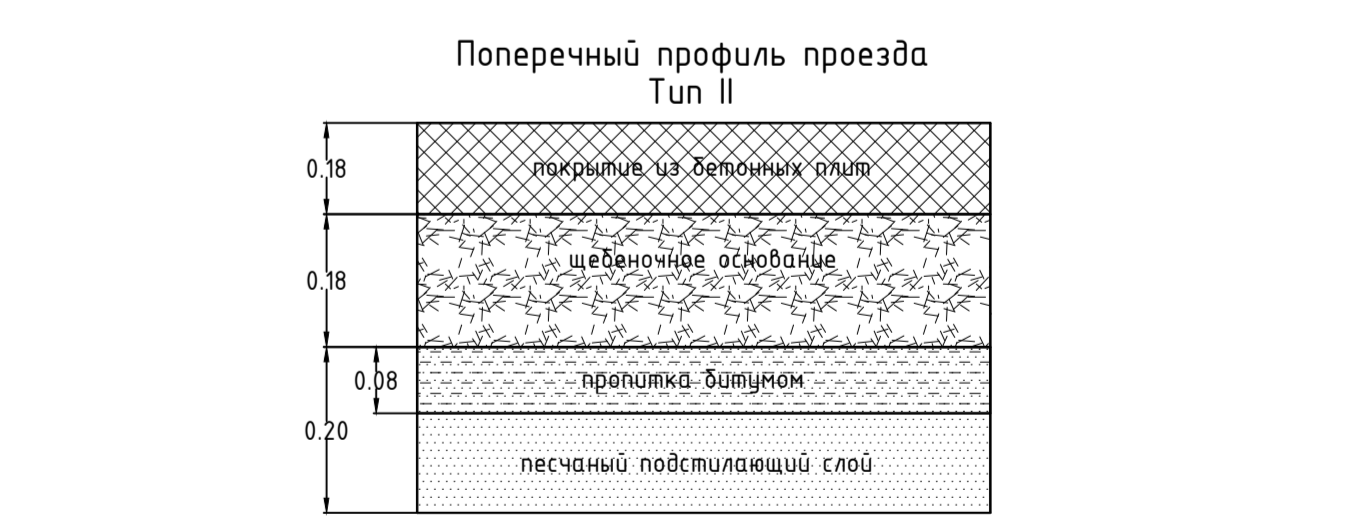 Поперечный профиль проезда
Тип II
0.18
покрытие из бетонных плит
щебеночное основание
0.18
0.08
пропитка битумом
0.20
песчаный подстилающий слой